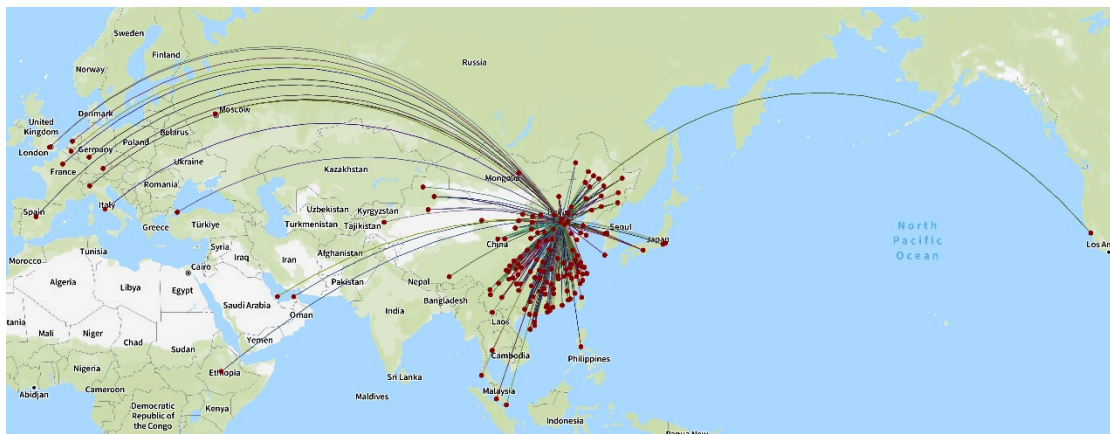 Sweden
Finland
Norway
Russia
United
Kingdom
Denmark
Moscow
London
Belarus
Poland
Germany
France
Ukraine
Kazakhstan
Romania
Italy
Spain
Greece
Türkiye
Uzbekistan
Kyrgyzstan
Turkmenistan
Tajikistan
Seoul
Japan
China
North
Pacific
Ocean
Los An
Morocco
Tunisia
Syria
Iraq
Iran
Afghanistan
Cairo
Algeria
Libya
Egypt
Pakistan
Nepal
Saudi Arabia
Oman
Bangladesh
India
Laos
tania
Mali
Niger
Chad
Sudan
Yemen
Cambodia
Philippines
Nigeria
Ethiopia
Sri Lanka
Abidjan
Cameroon
Kenya
Maldives
Malaysia
Democratic
Republic of
the Congo
Indonesia
Papua New